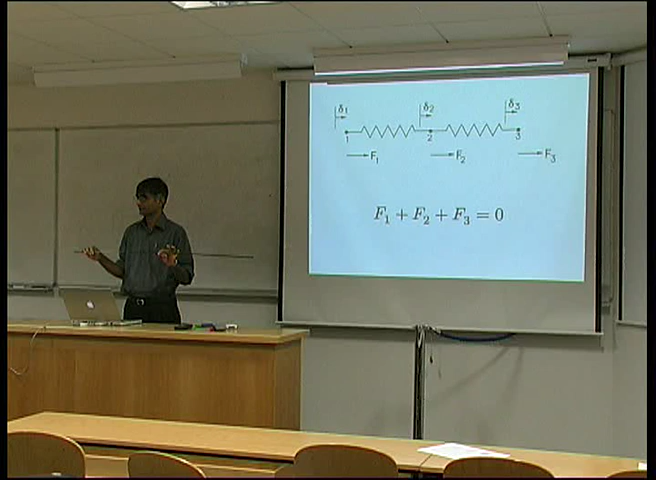 δ₁ δ₂ δ₃
1 2 3
F₁ F₂ F₃
F₁ + F₂ + F₃ = 0